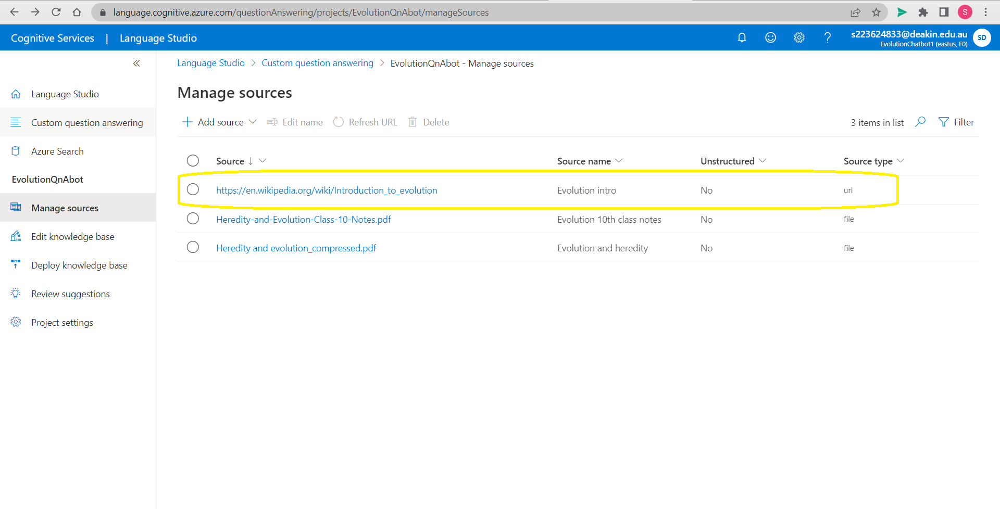 language.cognitive.azure.com/questionAnswering/projects/EvolutionQnAbot/manageSources
S
Cognitive Services | Language Studio
s223624833@deakin.edu.au
EvolutionChatbot1 (eastus, F0)
SD
Language Studio > Custom question answering > EvolutionQnAbot - Manage sources
Manage sources
Add source Edit name Refresh URL Delete
3 items in list Filter
Source Source name Unstructured Source type
https://en.wikipedia.org/wiki/Introduction_to_evolution Evolution intro No url
Heredity-and-Evolution-Class-10-Notes.pdf Evolution 10th class notes No file
Heredity and evolution_compressed.pdf Evolution and heredity No file
Language Studio
Custom question answering
Azure Search
EvolutionQnAbot
Manage sources
Edit knowledge base
Deploy knowledge base
Review suggestions
Project settings